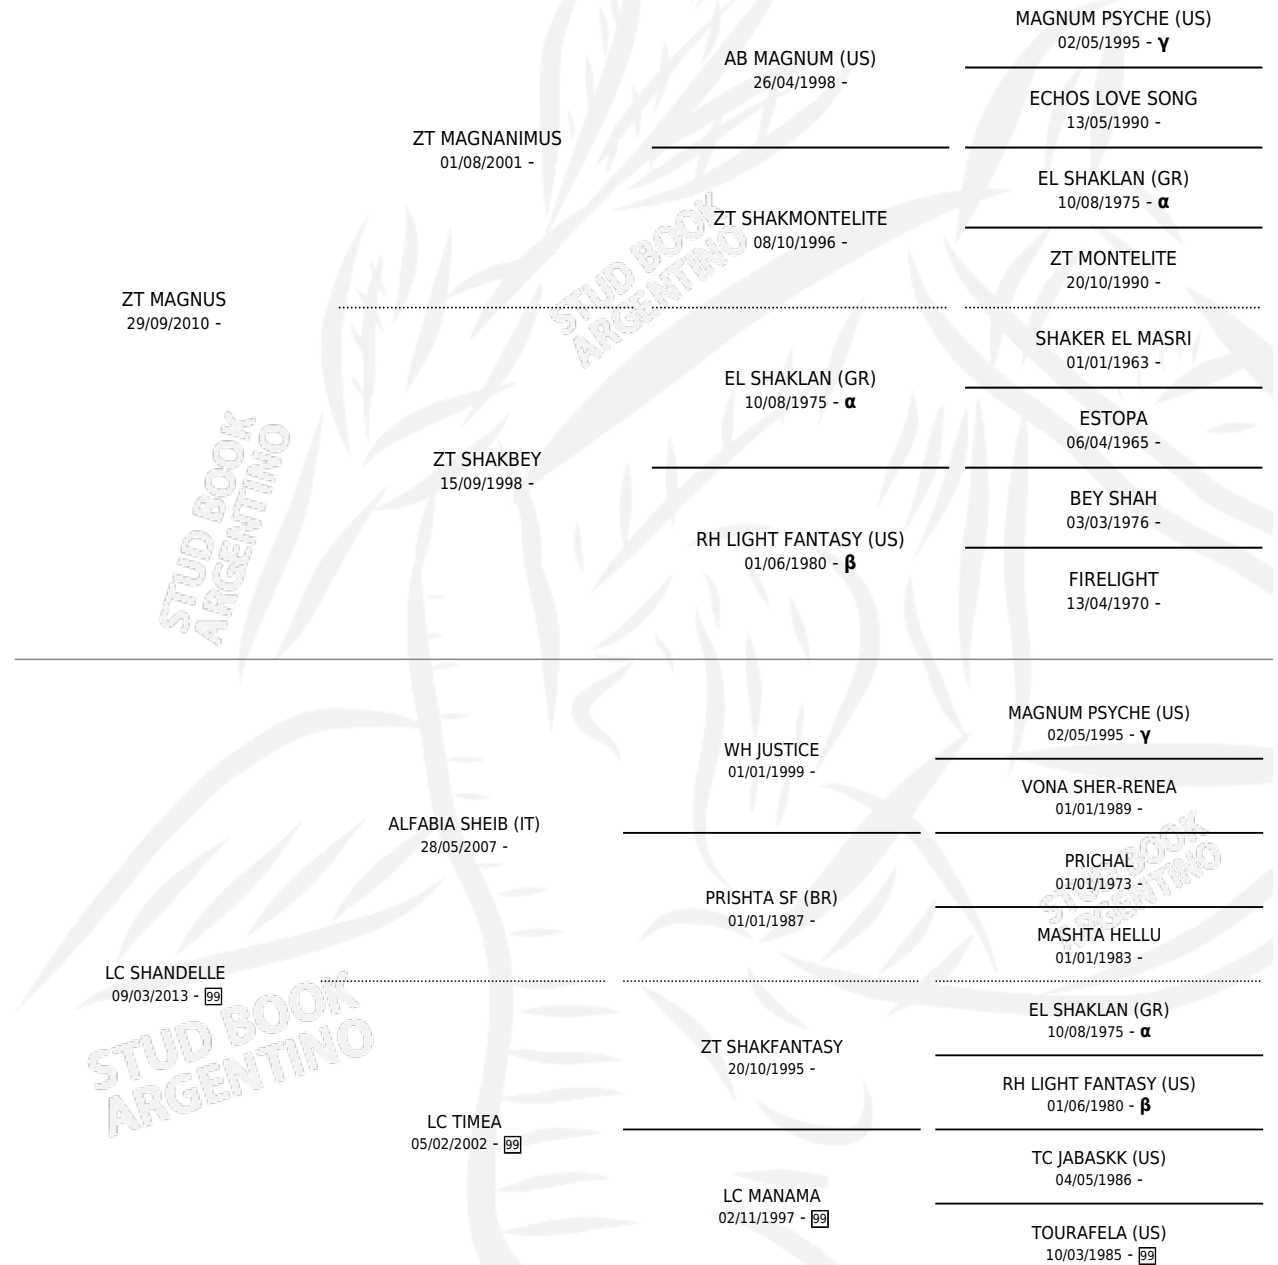 MAGNUM PSYCHE (US)
02/05/1995 - γ
AB MAGNUM (US)
26/04/1998 -
ECHOS LOVE SONG
13/05/1990 -
ZT MAGNANIMUS
01/08/2001 -
EL SHAKLAN (GR)
10/08/1975 - α
ZT SHAKMONTELITE
08/10/1996 -
ZT MONTELITE
20/10/1990 -
ZT MAGNUS
29/09/2010 -
SHAKER EL MASRI
01/01/1963 -
EL SHAKLAN (GR)
10/08/1975 - α
ESTOPA
06/04/1965 -
ZT SHAKBEY
15/09/1998 -
BEY SHAH
03/03/1976 -
RH LIGHT FANTASY (US)
01/06/1980 - β
FIRELIGHT
13/04/1970 -
MAGNUM PSYCHE (US)
02/05/1995 - γ
WH JUSTICE
01/01/1999 -
VONA SHER-RENEA
01/01/1989 -
ALFABIA SHEIB (IT)
28/05/2007 -
PRICHAL
01/01/1973 -
PRISHTA SF (BR)
01/01/1987 -
MASHTA HELLU
01/01/1983 -
LC SHANDELLE
09/03/2013 - 99
EL SHAKLAN (GR)
10/08/1975 - α
ZT SHAKFANTASY
20/10/1995 -
RH LIGHT FANTASY (US)
01/06/1980 - β
LC TIMEA
05/02/2002 - 99
TC JABASKK (US)
04/05/1986 -
LC MANAMA
02/11/1997 - 99
TOURAFELA (US)
10/03/1985 - 99
STUD BOOK
ARGENTINO
STUD BOOK
ARGENTINO
STUD BOOK
ARGENTINO
STUD BOOK
ARGENTINO